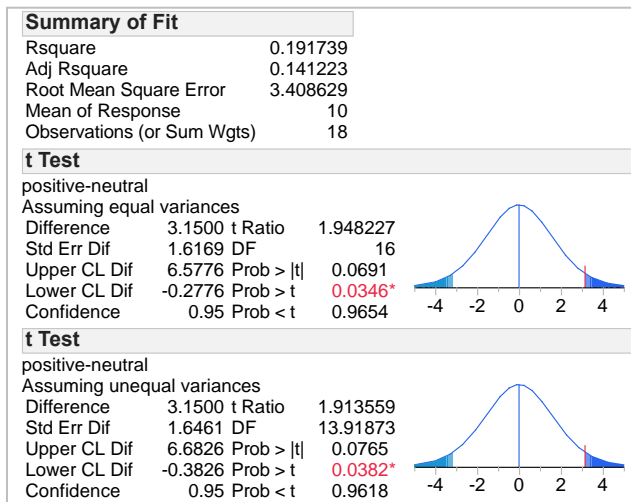 Summary of Fit
Rsquare 0.191739
Adj Rsquare 0.141223
Root Mean Square Error 3.408629
Mean of Response 10
Observations (or Sum Wgts) 18
t Test
positive-neutral
Assuming equal variances
Difference 3.1500 t Ratio 1.948227
Std Err Dif 1.6169 DF 16
Upper CL Dif 6.5776 Prob > |t| 0.0691
Lower CL Dif -0.2776 Prob > t 0.0346*
Confidence 0.95 Prob < t 0.9654
-4 -2 0 2 4
t Test
positive-neutral
Assuming unequal variances
Difference 3.1500 t Ratio 1.913559
Std Err Dif 1.6461 DF 13.91873
Upper CL Dif 6.6826 Prob > |t| 0.0765
Lower CL Dif -0.3826 Prob > t 0.0382*
Confidence 0.95 Prob < t 0.9618
-4 -2 0 2 4